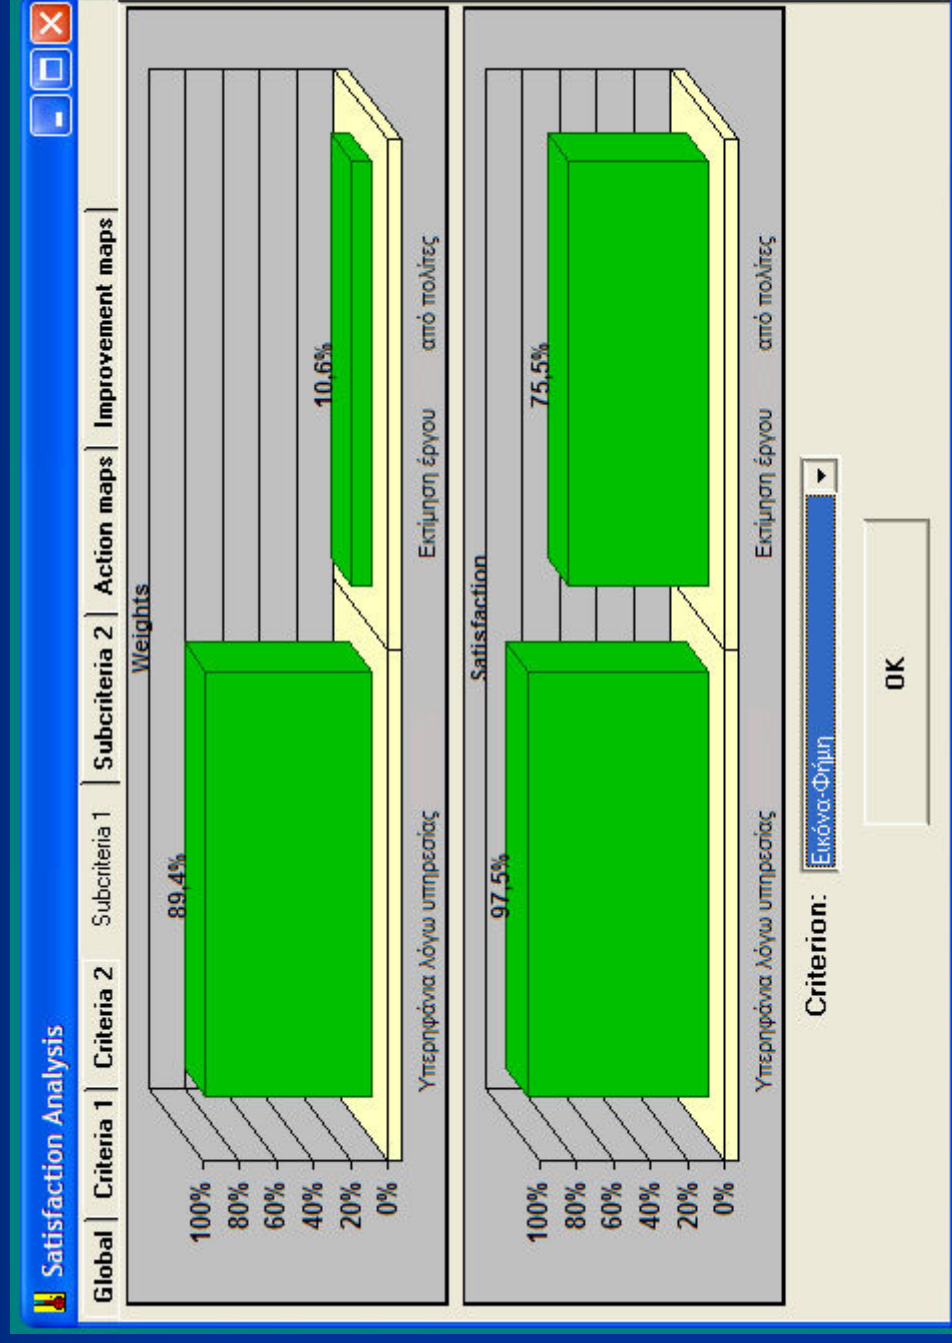 Satisfaction Analysis
Global Criteria 1 Criteria 2 Subcriteria 1 Subcriteria 2 Action maps Improvement maps
Weights
89,4%
10,6%
100%
80%
60%
40%
20%
0%
Υπερηφάνια λόγω υπηρεσίας Εκτίμηση έργου από πολίτες
Satisfaction
97,5%
75,5%
100%
80%
60%
40%
20%
0%
Υπερηφάνια λόγω υπηρεσίας Εκτίμηση έργου από πολίτες
Criterion: Εικόνα-Φήμη
OK